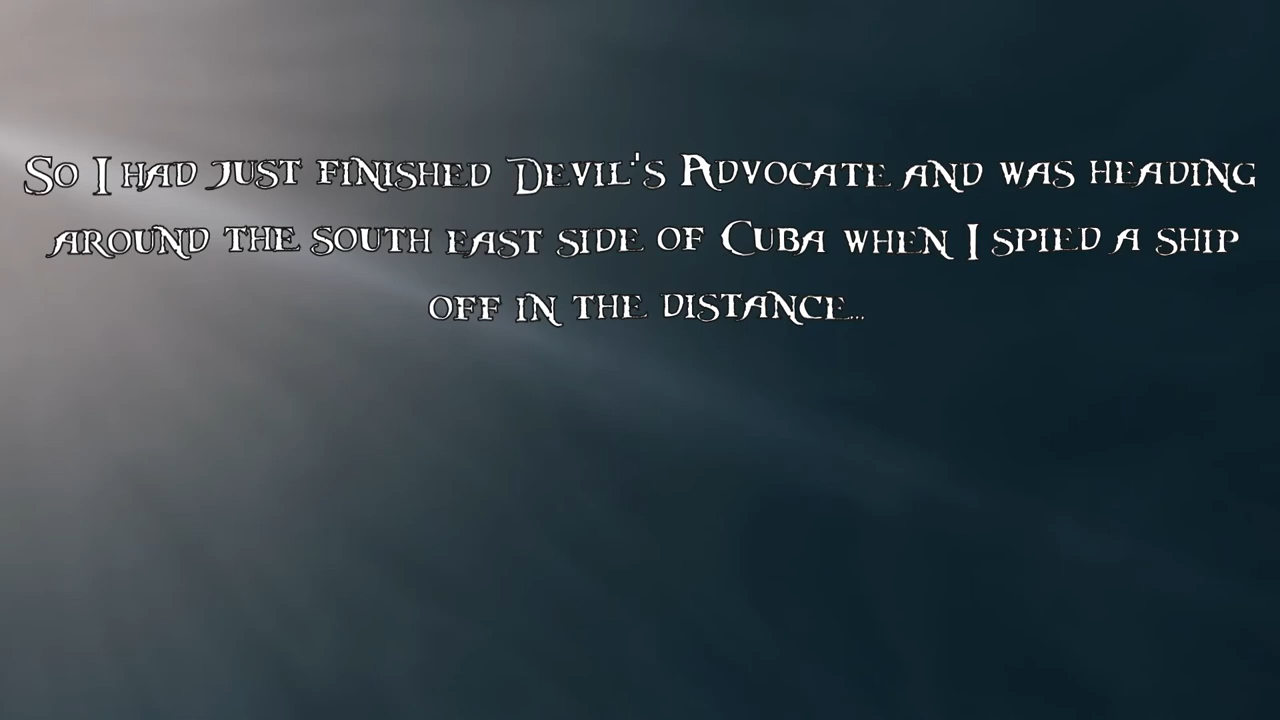 So I had just finished Devil's Advocate and was heading
around the south east side of Cuba when I spied a ship
off in the distance...